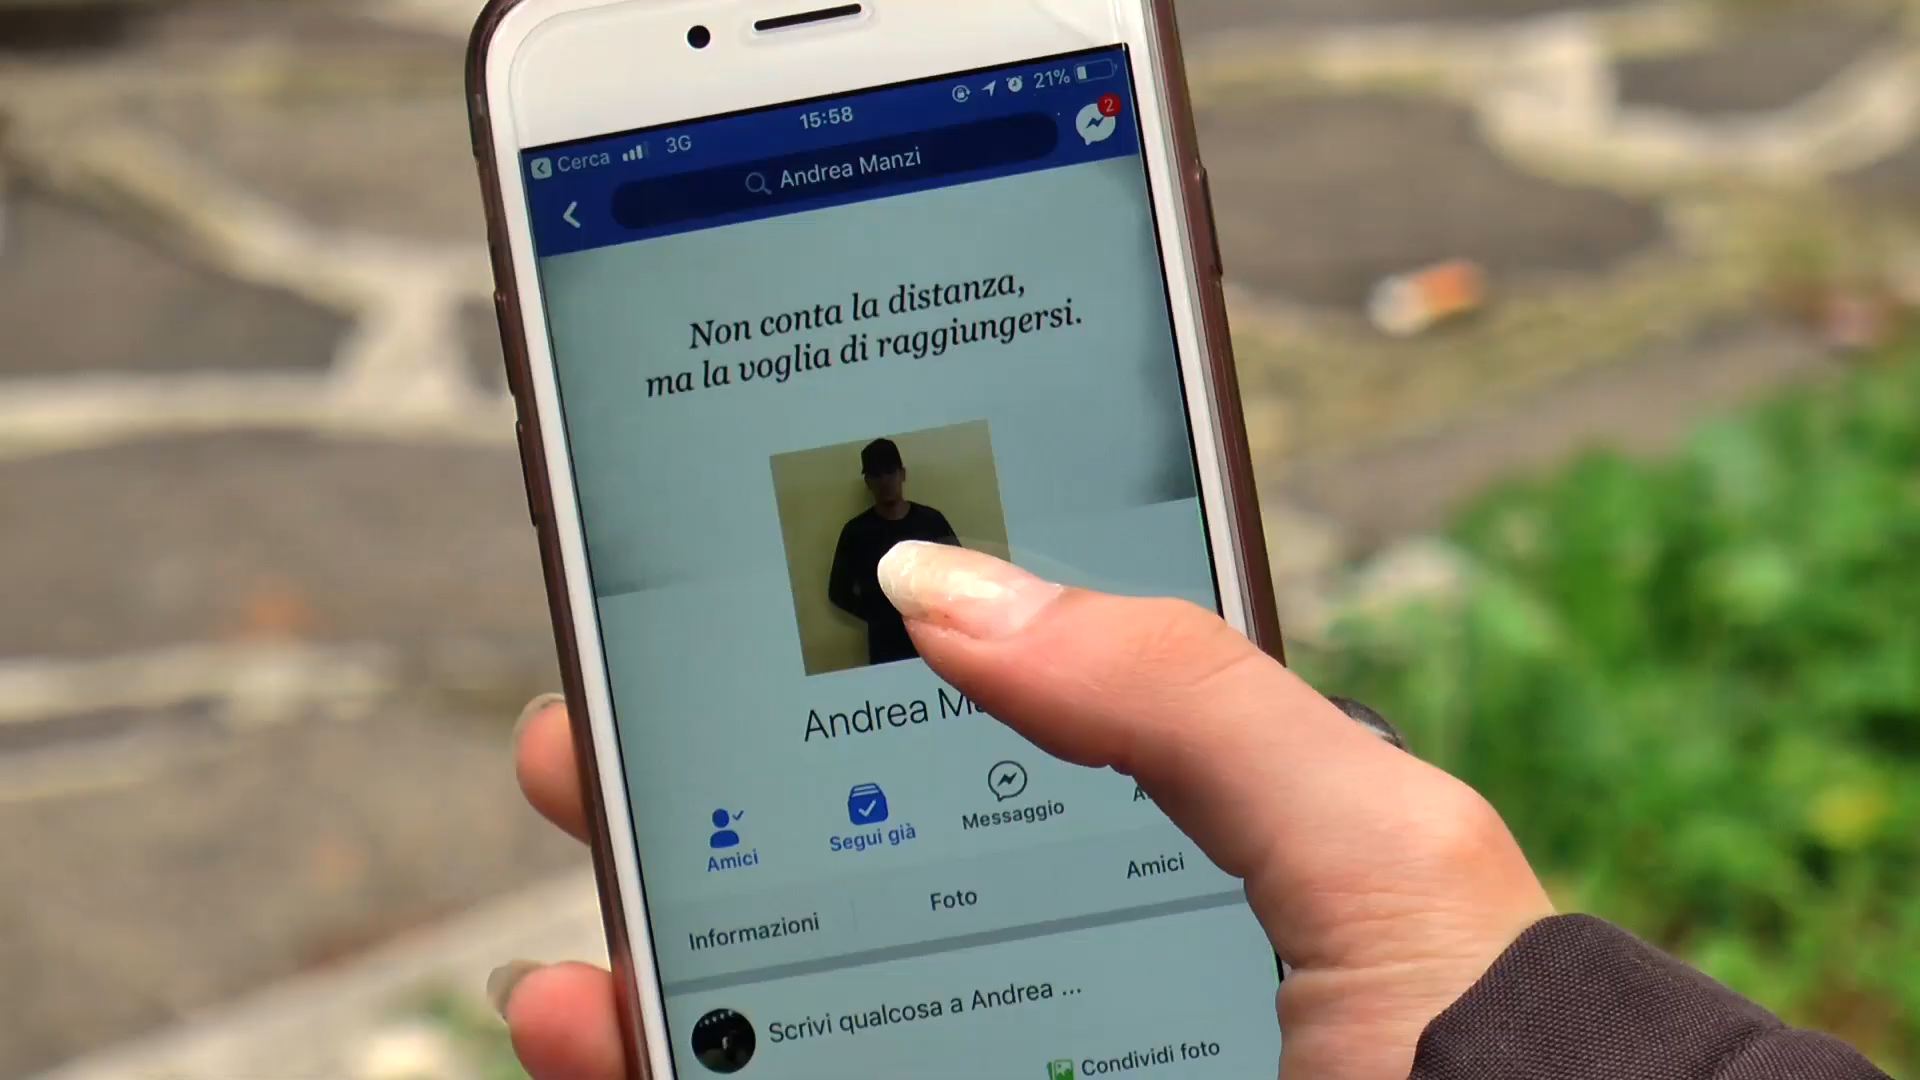 Cerca 3G 15:58 21%
2
Andrea Manzi
Non conta la distanza,
ma la voglia di raggiungersi.
Andrea
Amici Segui già Messaggio
Informazioni Foto Amici
Scrivi qualcosa a Andrea ...
Condividi foto